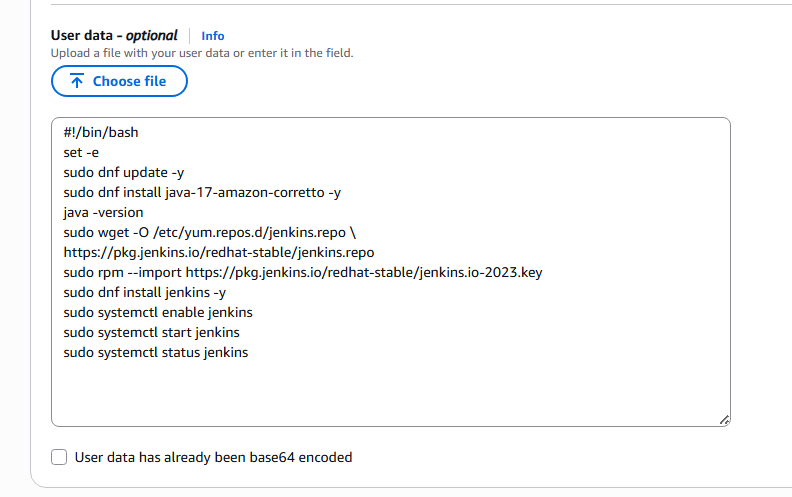 User data - optional Info
Upload a file with your user data or enter it in the field.
Choose file
#!/bin/bash
set -e
sudo dnf update -y
sudo dnf install java-17-amazon-corretto -y
java -version
sudo wget -O /etc/yum.repos.d/jenkins.repo \
https://pkg.jenkins.io/redhat-stable/jenkins.repo
sudo rpm --import https://pkg.jenkins.io/redhat-stable/jenkins.io-2023.key
sudo dnf install jenkins -y
sudo systemctl enable jenkins
sudo systemctl start jenkins
sudo systemctl status jenkins
User data has already been base64 encoded